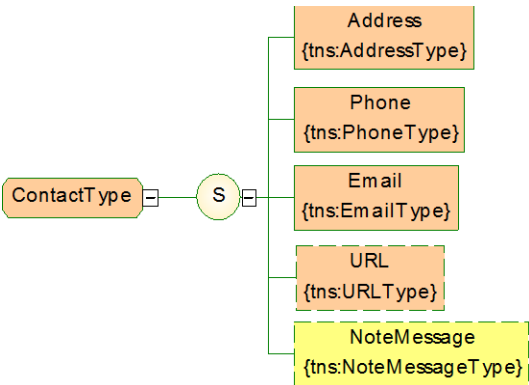 Address
{tns:AddressType}
Phone
{tns:PhoneType}
ContactType
S
Email
{tns:EmailType}
URL
{tns:URLType}
NoteMessage
{tns:NoteMessageType}